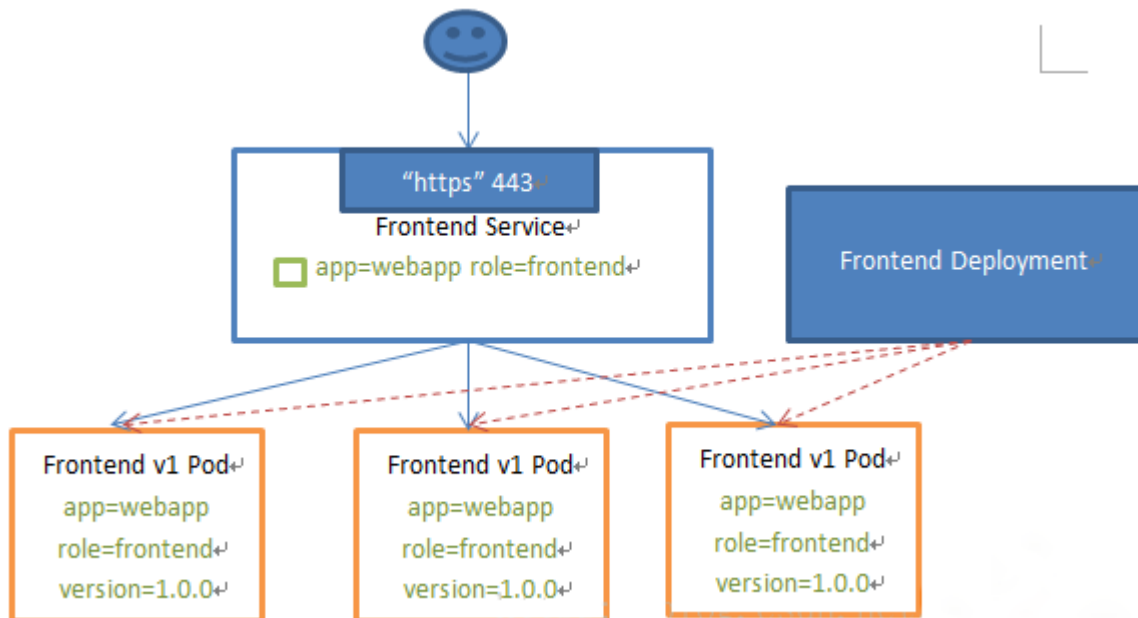 “https” 443
Frontend Service
app=webapp role=frontend
Frontend Deployment
Frontend v1 Pod
app=webapp
role=frontend
version=1.0.0
Frontend v1 Pod
app=webapp
role=frontend
version=1.0.0
Frontend v1 Pod
app=webapp
role=frontend
version=1.0.0